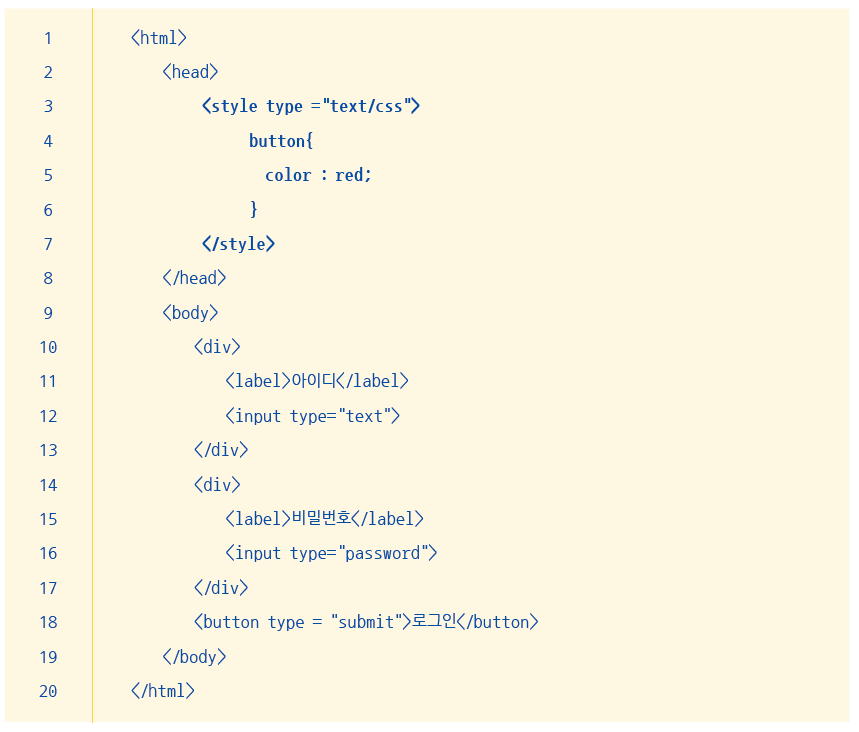 1 <html>
2 <head>
3 <style type ="text/css">
4 button{
5 color : red;
6 }
7 </style>
8 </head>
9 <body>
10 <div>
11 <label>아이디</label>
12 <input type="text">
13 </div>
14 <div>
15 <label>비밀번호</label>
16 <input type="password">
17 </div>
18 <button type = "submit">로그인</button>
19 </body>
20 </html>